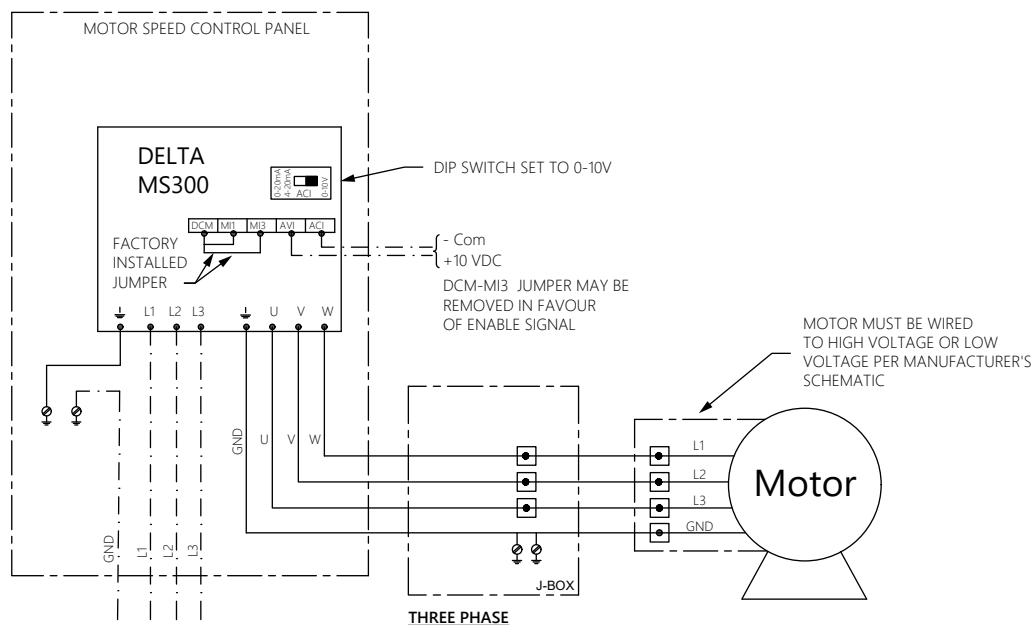 MOTOR SPEED CONTROL PANEL
DELTA
MS300
0-20mA
4-20mA
ACI
0-10V
DIP SWITCH SET TO 0-10V
DCM MI1 MI3 AVI ACI
FACTORY
INSTALLED
JUMPER
- Com
+10 VDC
DCM-MI3 JUMPER MAY BE
REMOVED IN FAVOUR
OF ENABLE SIGNAL
L1 L2 L3 U V W
MOTOR MUST BE WIRED
TO HIGH VOLTAGE OR LOW
VOLTAGE PER MANUFACTURER'S
SCHEMATIC
GND U V W
L1
L2
L3
GND
Motor
GND L1 L2 L3
J-BOX
THREE PHASE